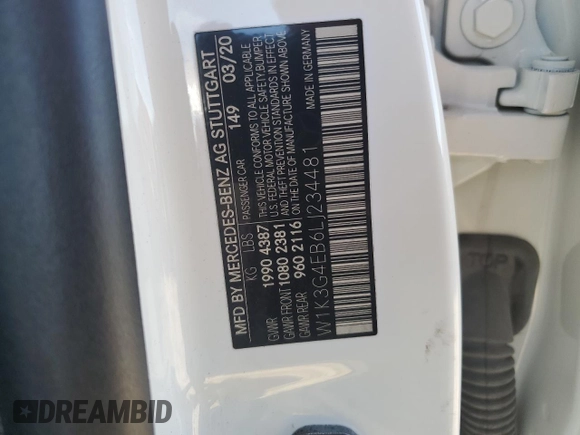 MFD BY MERCEDES-BENZ AG STUTTGART
149 03/20
KG LBS PASSENGER CAR
GVWR 1990 4387
GAWR FRONT 1080 2381
GAWR REAR 960 2116
THIS VEHICLE CONFORMS TO ALL APPLICABLE
U.S. FEDERAL MOTOR VEHICLE SAFETY, BUMPER,
AND THEFT PREVENTION STANDARDS IN EFFECT
ON THE DATE OF MANUFACTURE SHOWN ABOVE
MADE IN GERMANY
W1K3G4EB6LJ234481
TOP
DREAMBID